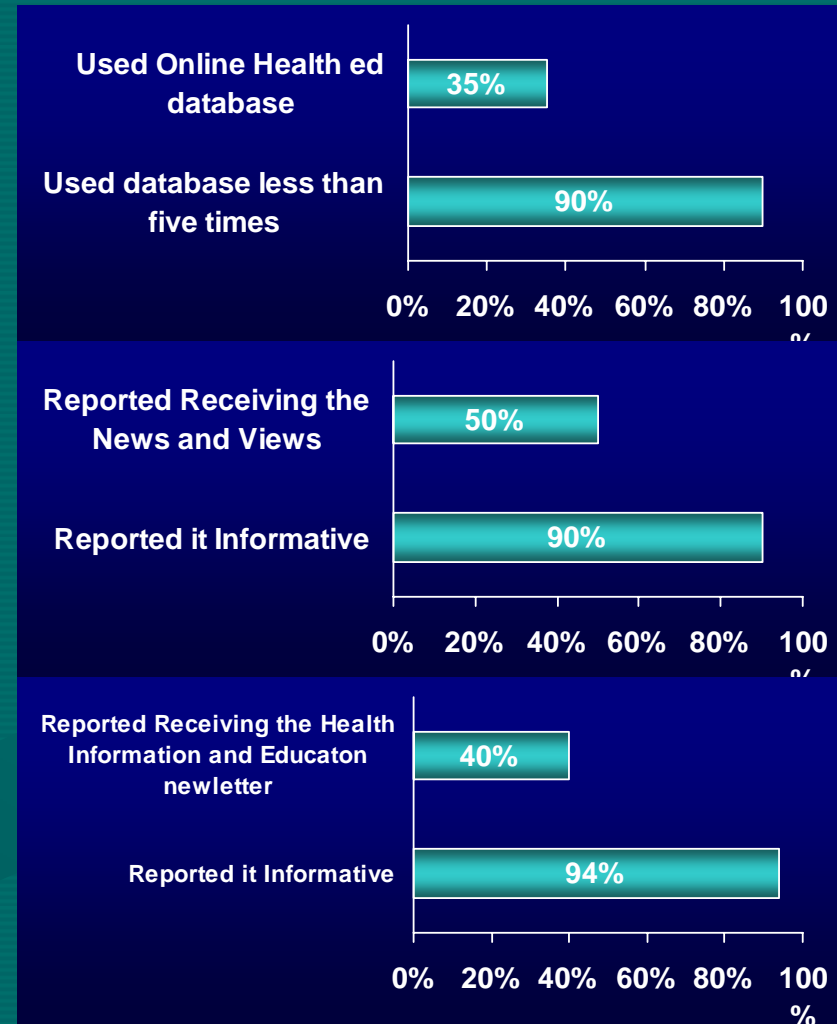 Used Online Health ed
database
35%
Used database less than
five times
90%
0% 20% 40% 60% 80% 100
%
Reported Receiving the
News and Views
50%
Reported it Informative
90%
0% 20% 40% 60% 80% 100
%
Reported Receiving the Health
Information and Educaton
newletter
40%
Reported it Informative
94%
0% 20% 40% 60% 80% 100
%